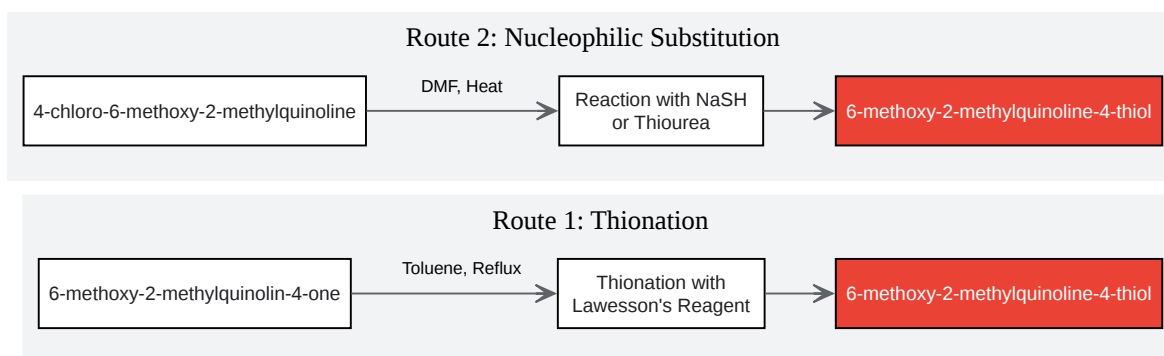 Route 2: Nucleophilic Substitution
4-chloro-6-methoxy-2-methylquinoline
DMF, Heat
Reaction with NaSH
or Thiourea
6-methoxy-2-methylquinoline-4-thiol
Route 1: Thionation
6-methoxy-2-methylquinolin-4-one
Toluene, Reflux
Thionation with
Lawesson's Reagent
6-methoxy-2-methylquinoline-4-thiol